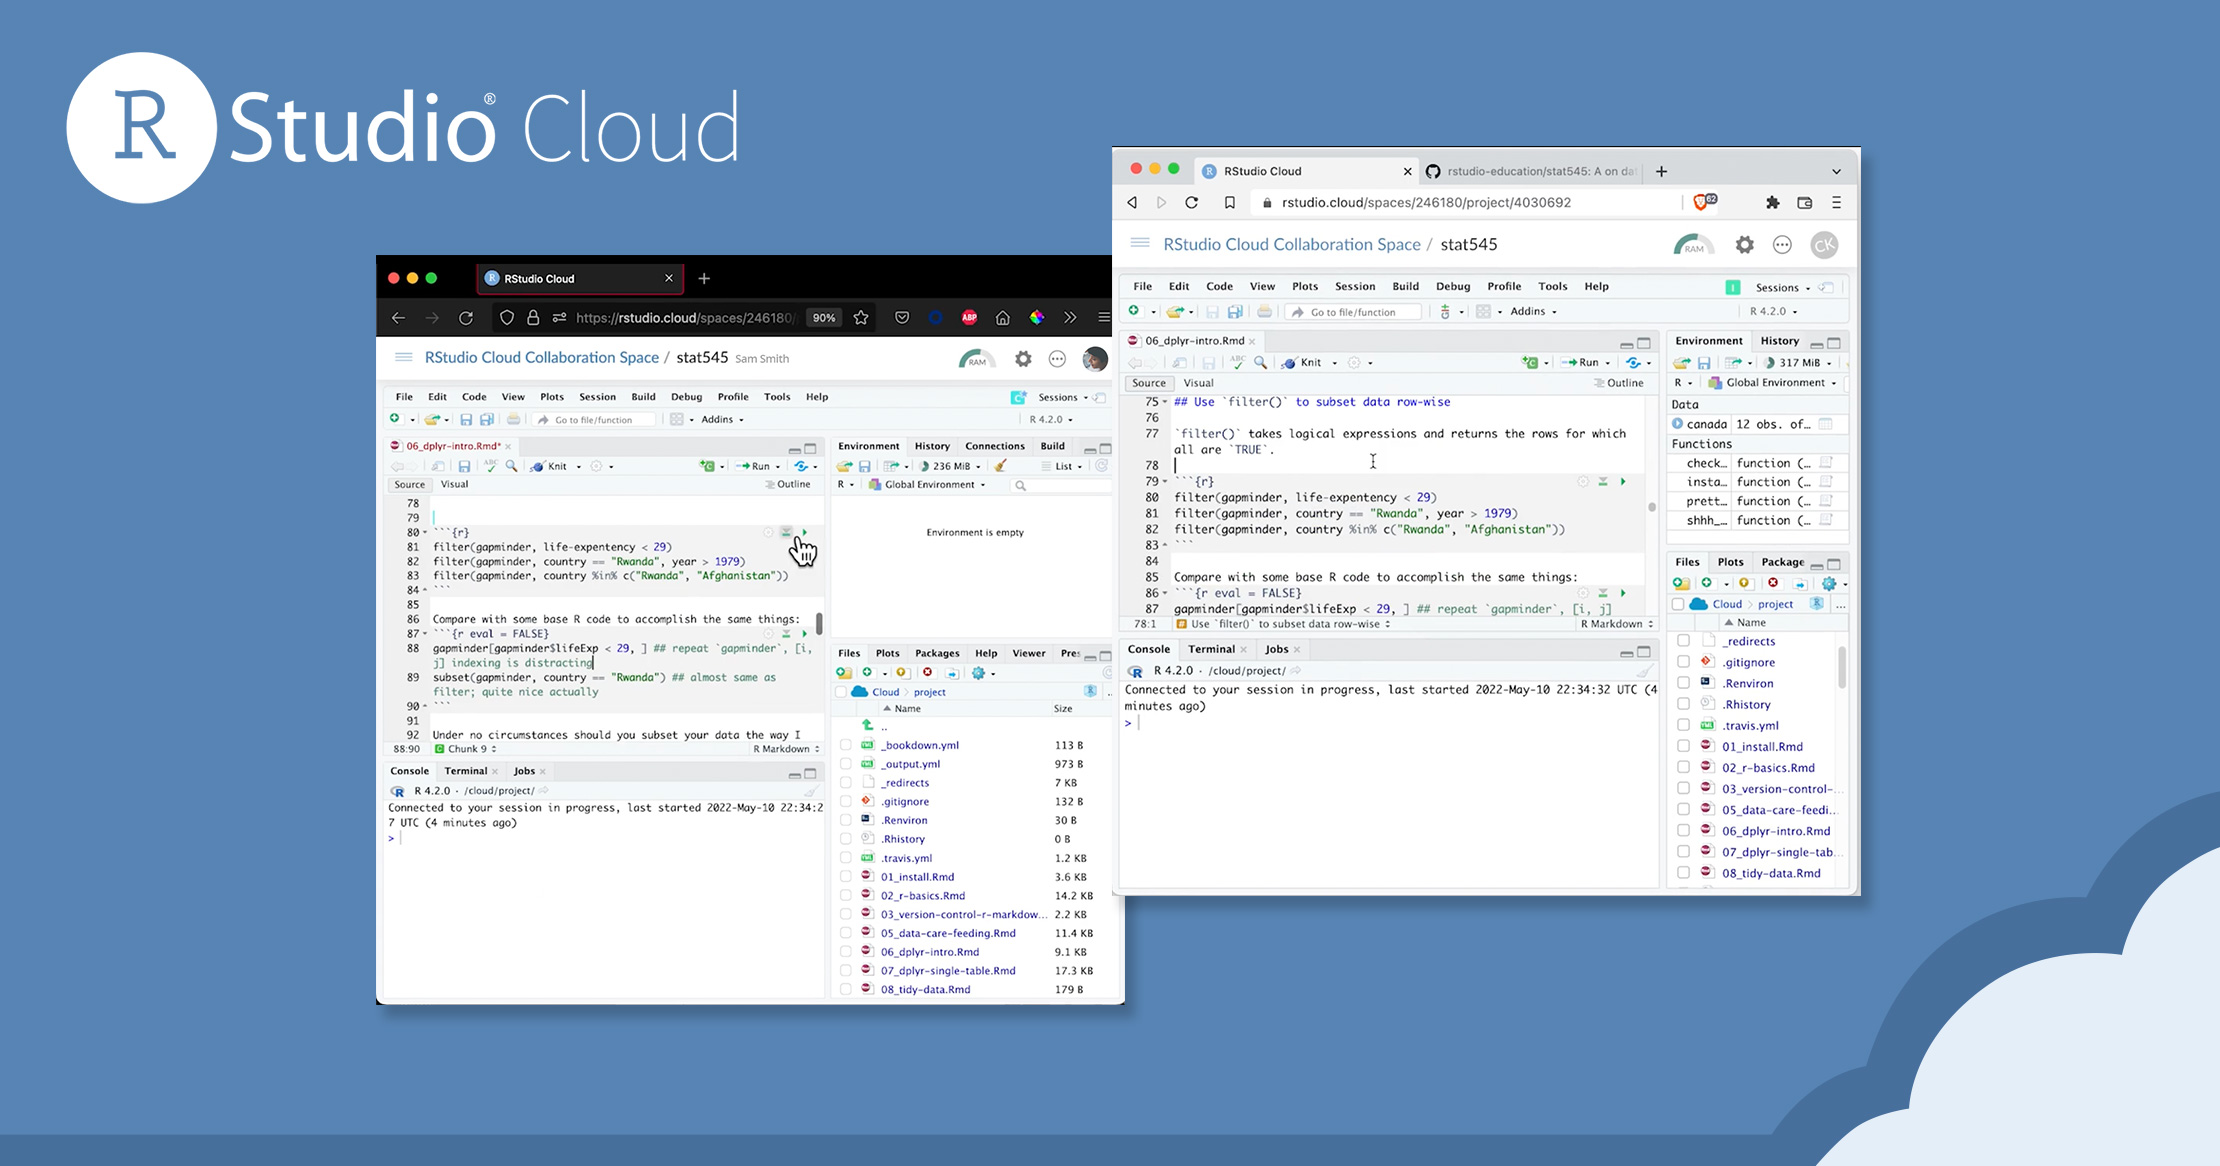 R Studio® Cloud
RStudio Cloud
https://rstudio.cloud/spaces/246180/
90%
ABP
RStudio Cloud Collaboration Space / stat545 Sam Smith
RAM
File Edit Code View Plots Session Build Debug Profile Tools Help
Sessions
Go to file/function
Addins
R 4.2.0
06_dplyr-intro.Rmd*
Knit
Run
Source Visual
Outline
78
79
80 ```{r}
81 filter(gapminder, life-expentency < 29)
82 filter(gapminder, country == "Rwanda", year > 1979)
83 filter(gapminder, country %in% c("Rwanda", "Afghanistan"))
84 ```
85
86 Compare with some base R code to accomplish the same things:
87 ```{r eval = FALSE}
88 gapminder[gapminder$lifeExp < 29, ] ## repeat `gapminder`, [i,
j] indexing is distracting
89 subset(gapminder, country == "Rwanda") ## almost same as
filter; quite nice actually
90 ```
91
92 Under no circumstances should you subset your data the way I
88:90 Chunk 9 R Markdown
Console Terminal Jobs
R 4.2.0 · /cloud/project/
Connected to your session in progress, last started 2022-May-10 22:34:2
7 UTC (4 minutes ago)
>
Environment History Connections Build
236 MiB
List
R Global Environment
Environment is empty
Files Plots Packages Help Viewer Pre
Cloud project
Name Size
..
_bookdown.yml 113 B
_output.yml 973 B
_redirects 7 KB
.gitignore 132 B
.Renviron 30 B
.Rhistory 0 B
.travis.yml 1.2 KB
01_install.Rmd 3.6 KB
02_r-basics.Rmd 14.2 KB
03_version-control-r-markdow... 2.2 KB
05_data-care-feeding.Rmd 11.4 KB
06_dplyr-intro.Rmd 9.1 KB
07_dplyr-single-table.Rmd 17.3 KB
08_tidy-data.Rmd 179 B
RStudio Cloud
rstudio-education/stat545: A on da
rstudio.cloud/spaces/246180/project/4030692
62
RStudio Cloud Collaboration Space / stat545
RAM
CK
File Edit Code View Plots Session Build Debug Profile Tools Help
I
Sessions
Go to file/function
Addins
R 4.2.0
06_dplyr-intro.Rmd
Knit
Run
Source Visual
Outline
75 ## Use `filter()` to subset data row-wise
76
77 `filter()` takes logical expressions and returns the rows for which
all are `TRUE`.
78
79 ```{r}
80 filter(gapminder, life-expentency < 29)
81 filter(gapminder, country == "Rwanda", year > 1979)
82 filter(gapminder, country %in% c("Rwanda", "Afghanistan"))
83 ```
84
85 Compare with some base R code to accomplish the same things:
86 ```{r eval = FALSE}
87 gapminder[gapminder$lifeExp < 29, ] ## repeat `gapminder`, [i, j]
78:1 Use `filter()` to subset data row-wise R Markdown
Console Terminal Jobs
R 4.2.0 · /cloud/project/
Connected to your session in progress, last started 2022-May-10 22:34:32 UTC (4
minutes ago)
>
Environment History
317 MiB
R Global Environment
Data
canada 12 obs. of…
Functions
check… function (…
insta… function (…
prett… function (…
shhh_… function (…
Files Plots Package
Cloud project ...
Name
_redirects
.gitignore
.Renviron
.Rhistory
.travis.yml
01_install.Rmd
02_r-basics.Rmd
03_version-control-...
05_data-care-feedi...
06_dplyr-intro.Rmd
07_dplyr-single-tab...
08_tidy-data.Rmd